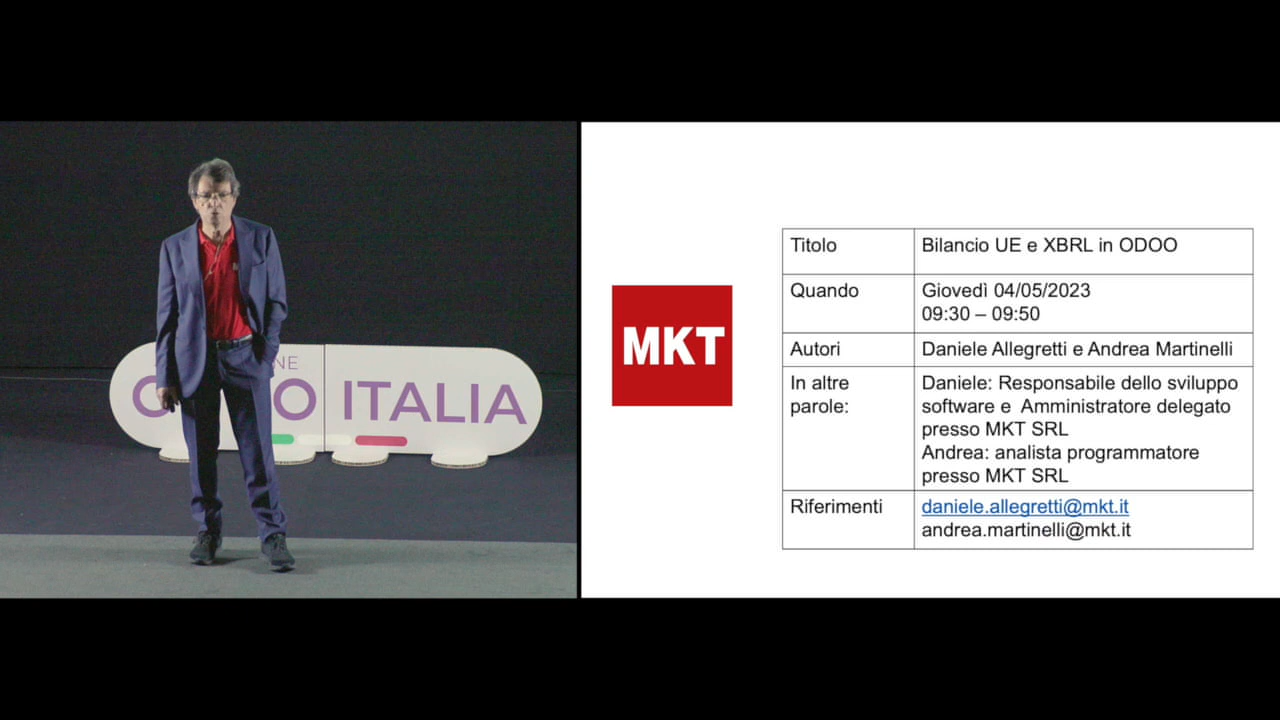 NE
O ITALIA
MKT
Titolo
Bilancio UE e XBRL in ODOO
Quando
Giovedì 04/05/2023
09:30 – 09:50
Autori
Daniele Allegretti e Andrea Martinelli
In altre
parole:
Daniele: Responsabile dello sviluppo
software e Amministratore delegato
presso MKT SRL
Andrea: analista programmatore
presso MKT SRL
Riferimenti
daniele.allegretti@mkt.it
andrea.martinelli@mkt.it